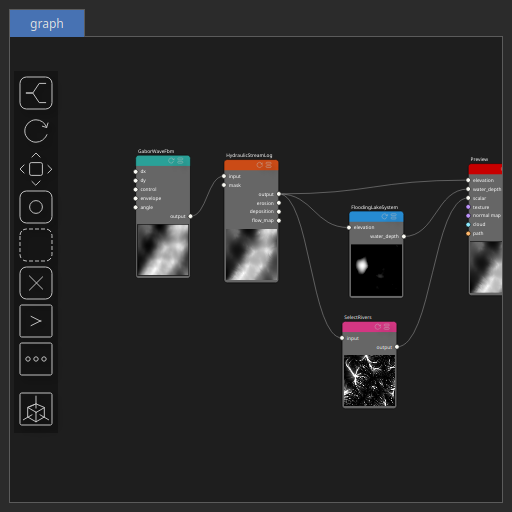 graph
GaborWaveFbm
dx
dy
control
envelope
angle
output
HydraulicStreamLog
input
mask
output
erosion
deposition
flow_map
FloodingLakeSystem
elevation
water_depth
SelectRivers
input
output
Preview
elevation
water_depth
scalar
texture
normal map
cloud
path